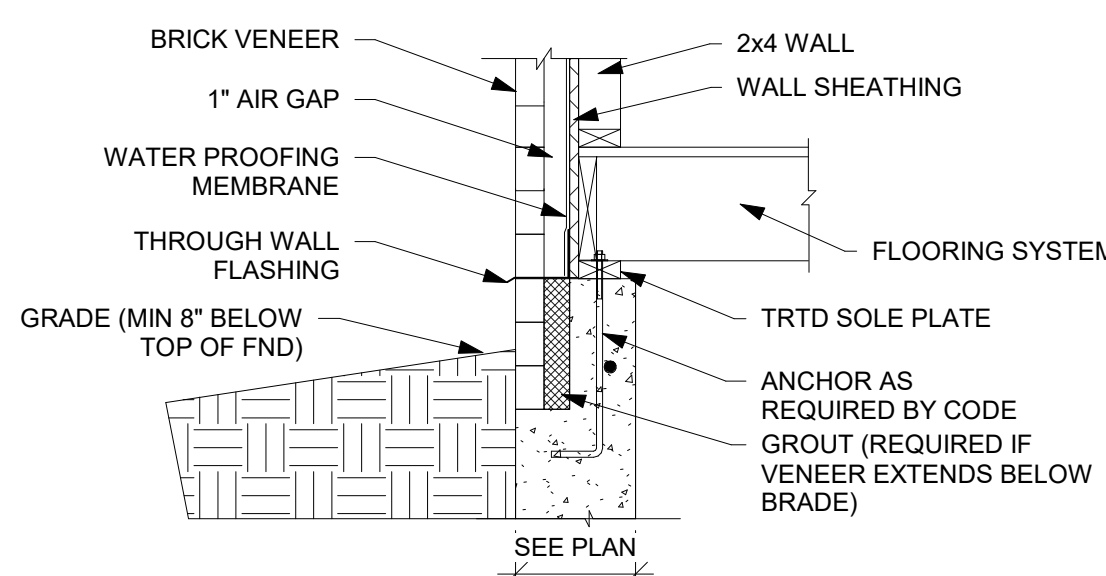 BRICK VENEER
1" AIR GAP
WATER PROOFING
MEMBRANE
THROUGH WALL
FLASHING
GRADE (MIN 8" BELOW
TOP OF FND)
2x4 WALL
WALL SHEATHING
FLOORING SYSTEM
TRTD SOLE PLATE
ANCHOR AS
REQUIRED BY CODE
GROUT (REQUIRED IF
VENEER EXTENDS BELOW
BRADE)
SEE PLAN